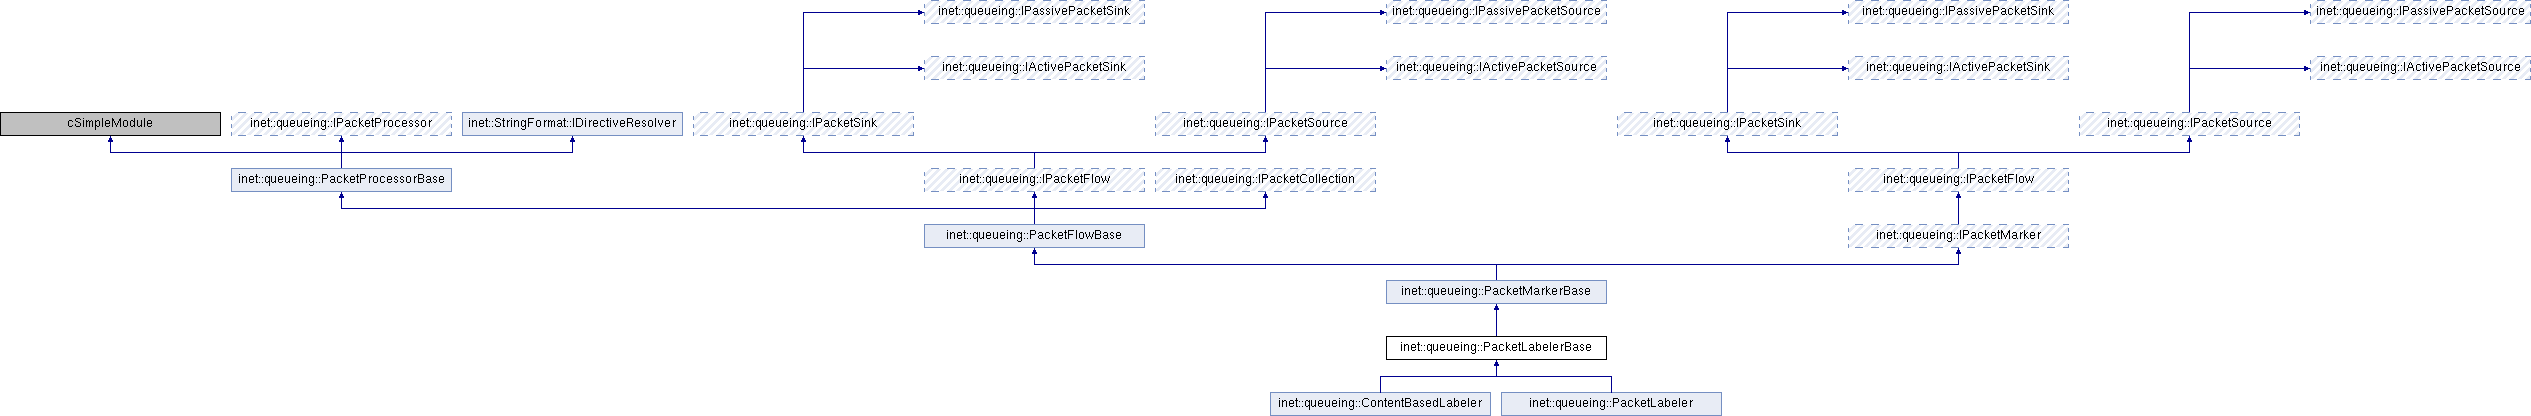 inet::queueing::IPassivePacketSink
inet::queueing::IPassivePacketSource
inet::queueing::IPassivePacketSink
inet::queueing::IPassivePacketSource
inet::queueing::IActivePacketSink
inet::queueing::IActivePacketSource
inet::queueing::IActivePacketSink
inet::queueing::IActivePacketSource
cSimpleModule
inet::queueing::IPacketProcessor
inet::StringFormat::IDirectiveResolver
inet::queueing::IPacketSink
inet::queueing::IPacketSource
inet::queueing::IPacketSink
inet::queueing::IPacketSource
inet::queueing::PacketProcessorBase
inet::queueing::IPacketFlow
inet::queueing::IPacketCollection
inet::queueing::IPacketFlow
inet::queueing::PacketFlowBase
inet::queueing::IPacketMarker
inet::queueing::PacketMarkerBase
inet::queueing::PacketLabelerBase
inet::queueing::ContentBasedLabeler
inet::queueing::PacketLabeler